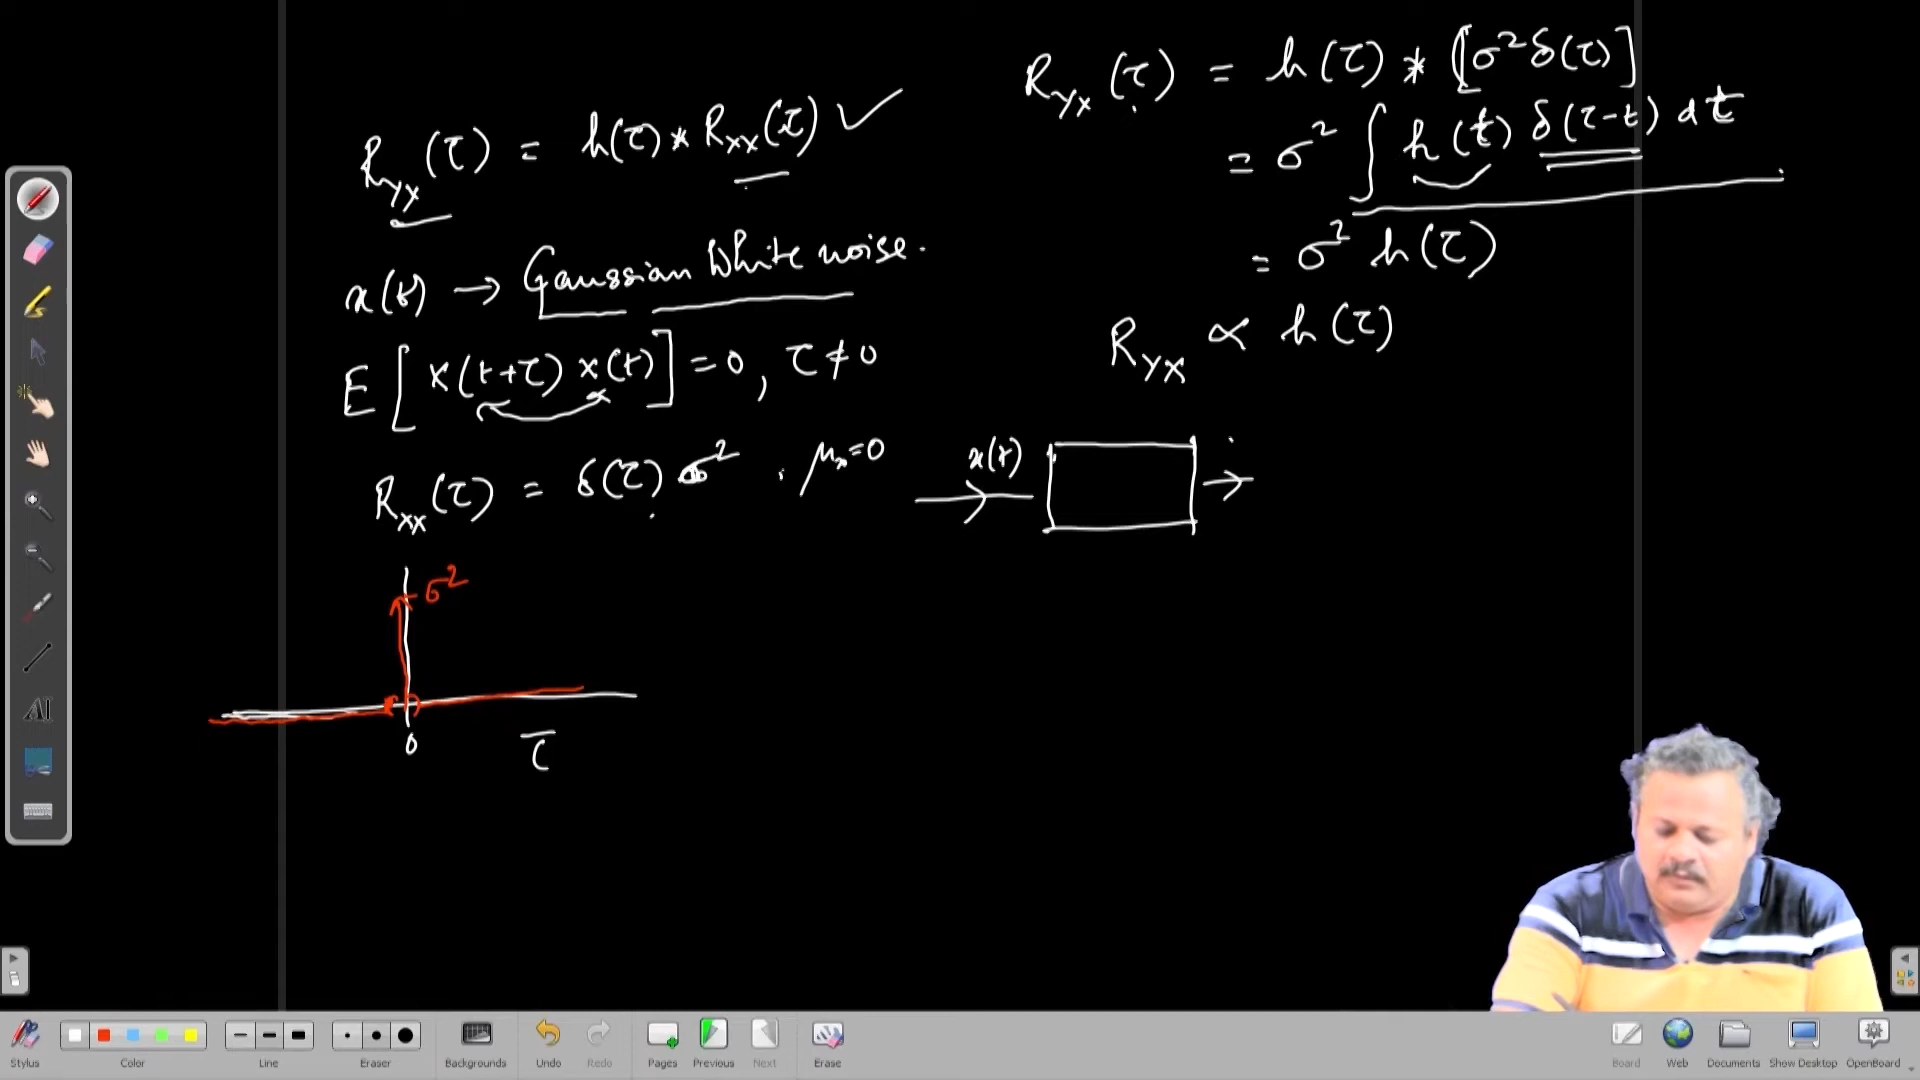 R_yx(τ) = h(τ) * R_xx(τ) ✓
x(t) → Gaussian White noise.
E[x(t+τ) x(t)] = 0, τ ≠ 0
R_xx(τ) = δ(τ) σ² . μ_x = 0
σ²
0
τ
R_yx(τ) = h(τ) * [σ² δ(τ)]
= σ² ∫ h(t) δ(τ-t) dt
= σ² h(τ)
R_yx ∝ h(τ)
x(t)
Stylus
Color
Line
Eraser
Backgrounds
Undo
Redo
Pages
Previous
Next
Erase
Board
Web
Documents
Show Desktop
OpenBoard